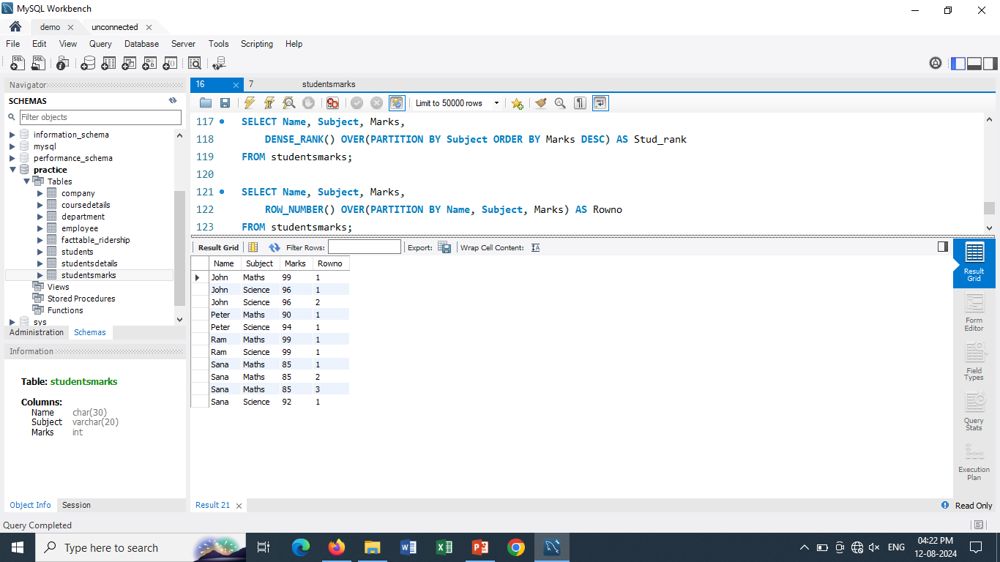 MySQL Workbench
demo
unconnected
File Edit View Query Database Server Tools Scripting Help
Navigator
SCHEMAS
Filter objects
information_schema
mysql
performance_schema
practice
Tables
company
coursedetails
department
employee
facttable_ridership
students
studentsdetails
studentsmarks
Views
Stored Procedures
Functions
sys
Administration Schemas
Information
Table: studentsmarks
Columns:
Name char(30)
Subject varchar(20)
Marks int
Object Info Session
16 7 studentsmarks
Limit to 50000 rows
117 SELECT Name, Subject, Marks,
118 DENSE_RANK() OVER(PARTITION BY Subject ORDER BY Marks DESC) AS Stud_rank
119 FROM studentsmarks;
120
121 SELECT Name, Subject, Marks,
122 ROW_NUMBER() OVER(PARTITION BY Name, Subject, Marks) AS Rowno
123 FROM studentsmarks;
Result Grid Filter Rows: Export: Wrap Cell Content:
Name Subject Marks Rowno
John Maths 99 1
John Science 96 1
John Science 96 2
Peter Maths 90 1
Peter Science 94 1
Ram Maths 99 1
Ram Science 99 1
Sana Maths 85 1
Sana Maths 85 2
Sana Maths 85 3
Sana Science 92 1
Result
Grid
Form
Editor
Field
Types
Query
Stats
Execution
Plan
Result 21
Read Only
Query Completed
Type here to search
ENG
04:22 PM
12-08-2024